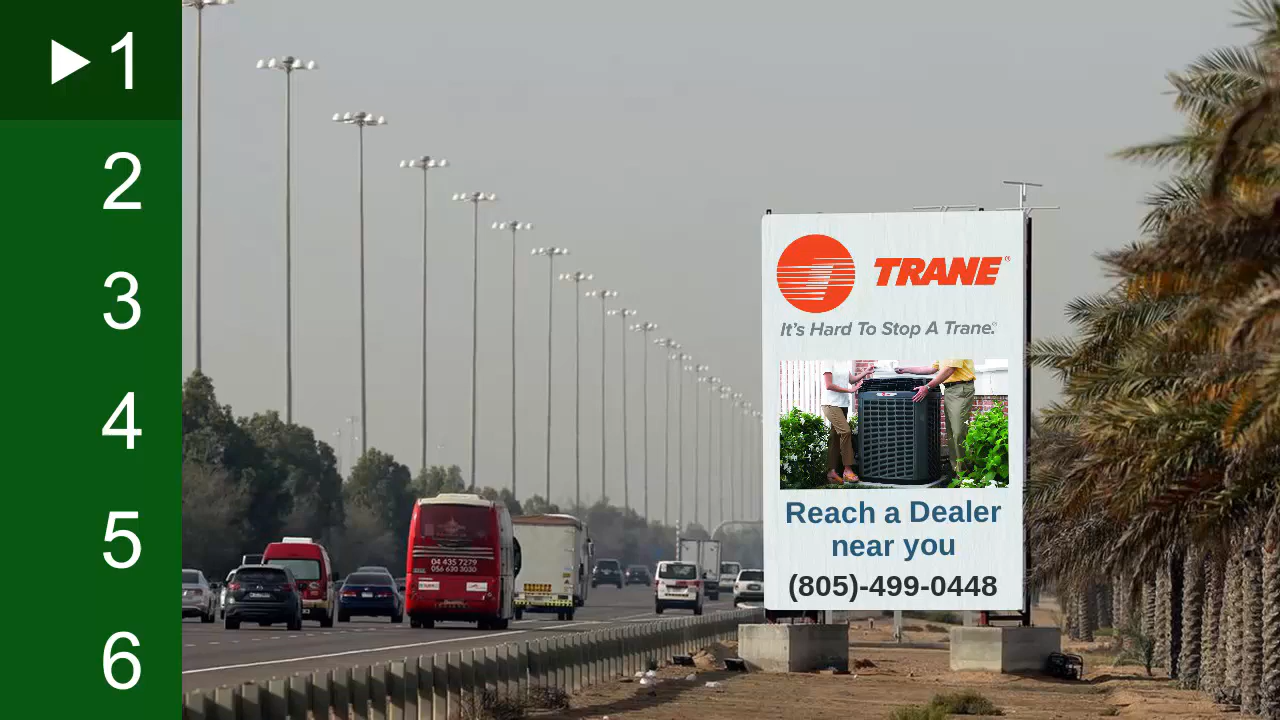 1
2
3
4
5
6
TRANE®
It's Hard To Stop A Trane.®
Reach a Dealer
near you
(805)-499-0448
04 435 7279
056 630 3030